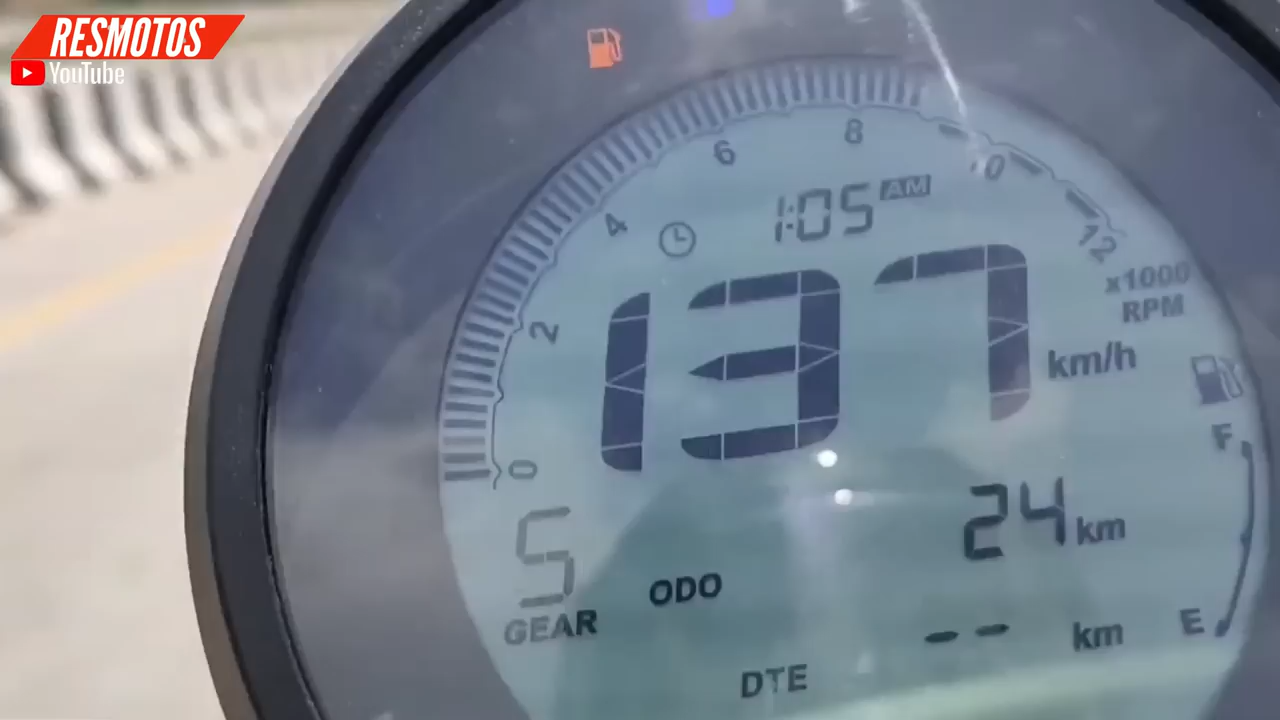 RESMOTOS
YouTube
6
8
10
4
1:05 AM
12
2
137 km/h
x1000
RPM
0
F
5
24 km
GEAR
ODO
-- km
E
DTE